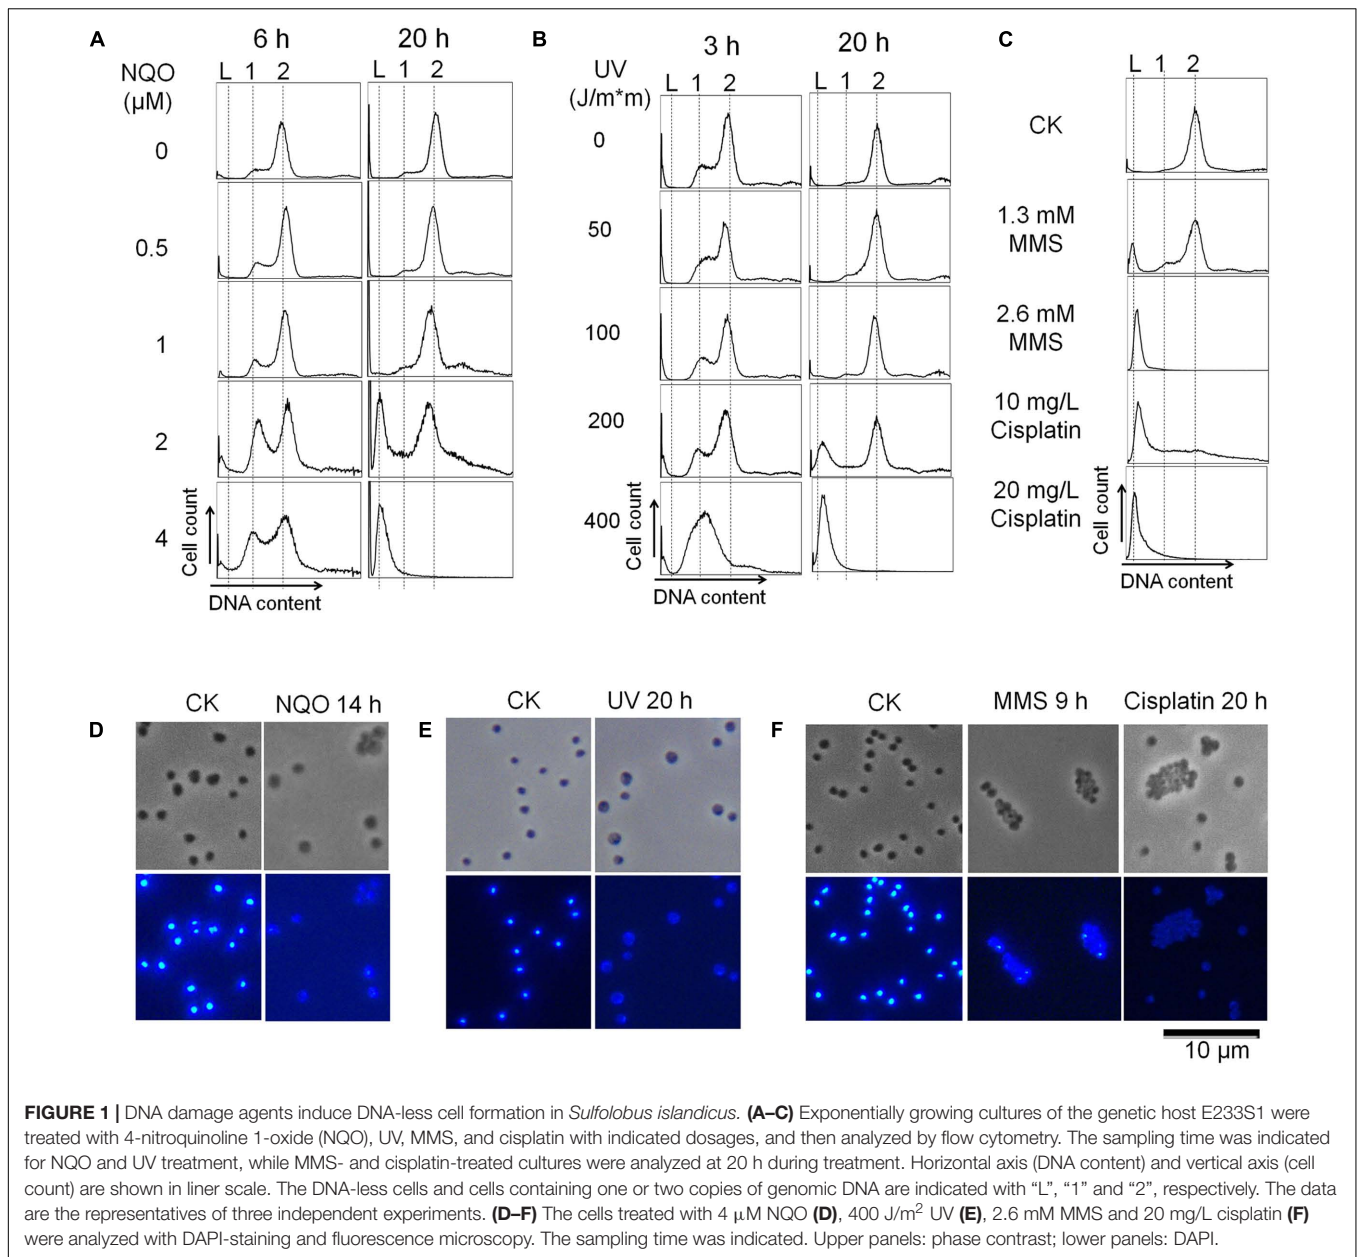 A
6 h
20 h
NQO
(µM)
L 1 2
L 1 2
0
0.5
1
2
4
Cell count
DNA content
B
3 h
20 h
UV
(J/m*m)
L 1 2
L 1 2
0
50
100
200
400
Cell count
DNA content
C
L 1 2
CK
1.3 mM
MMS
2.6 mM
MMS
10 mg/L
Cisplatin
20 mg/L
Cisplatin
Cell count
DNA content
D
CK
NQO 14 h
E
CK
UV 20 h
F
CK
MMS 9 h
Cisplatin 20 h
10 µm
FIGURE 1 | DNA damage agents induce DNA-less cell formation in Sulfolobus islandicus. (A–C) Exponentially growing cultures of the genetic host E233S1 were
treated with 4-nitroquinoline 1-oxide (NQO), UV, MMS, and cisplatin with indicated dosages, and then analyzed by flow cytometry. The sampling time was indicated
for NQO and UV treatment, while MMS- and cisplatin-treated cultures were analyzed at 20 h during treatment. Horizontal axis (DNA content) and vertical axis (cell
count) are shown in liner scale. The DNA-less cells and cells containing one or two copies of genomic DNA are indicated with “L”, “1” and “2”, respectively. The data
are the representatives of three independent experiments. (D–F) The cells treated with 4 µM NQO (D), 400 J/m² UV (E), 2.6 mM MMS and 20 mg/L cisplatin (F)
were analyzed with DAPI-staining and fluorescence microscopy. The sampling time was indicated. Upper panels: phase contrast; lower panels: DAPI.